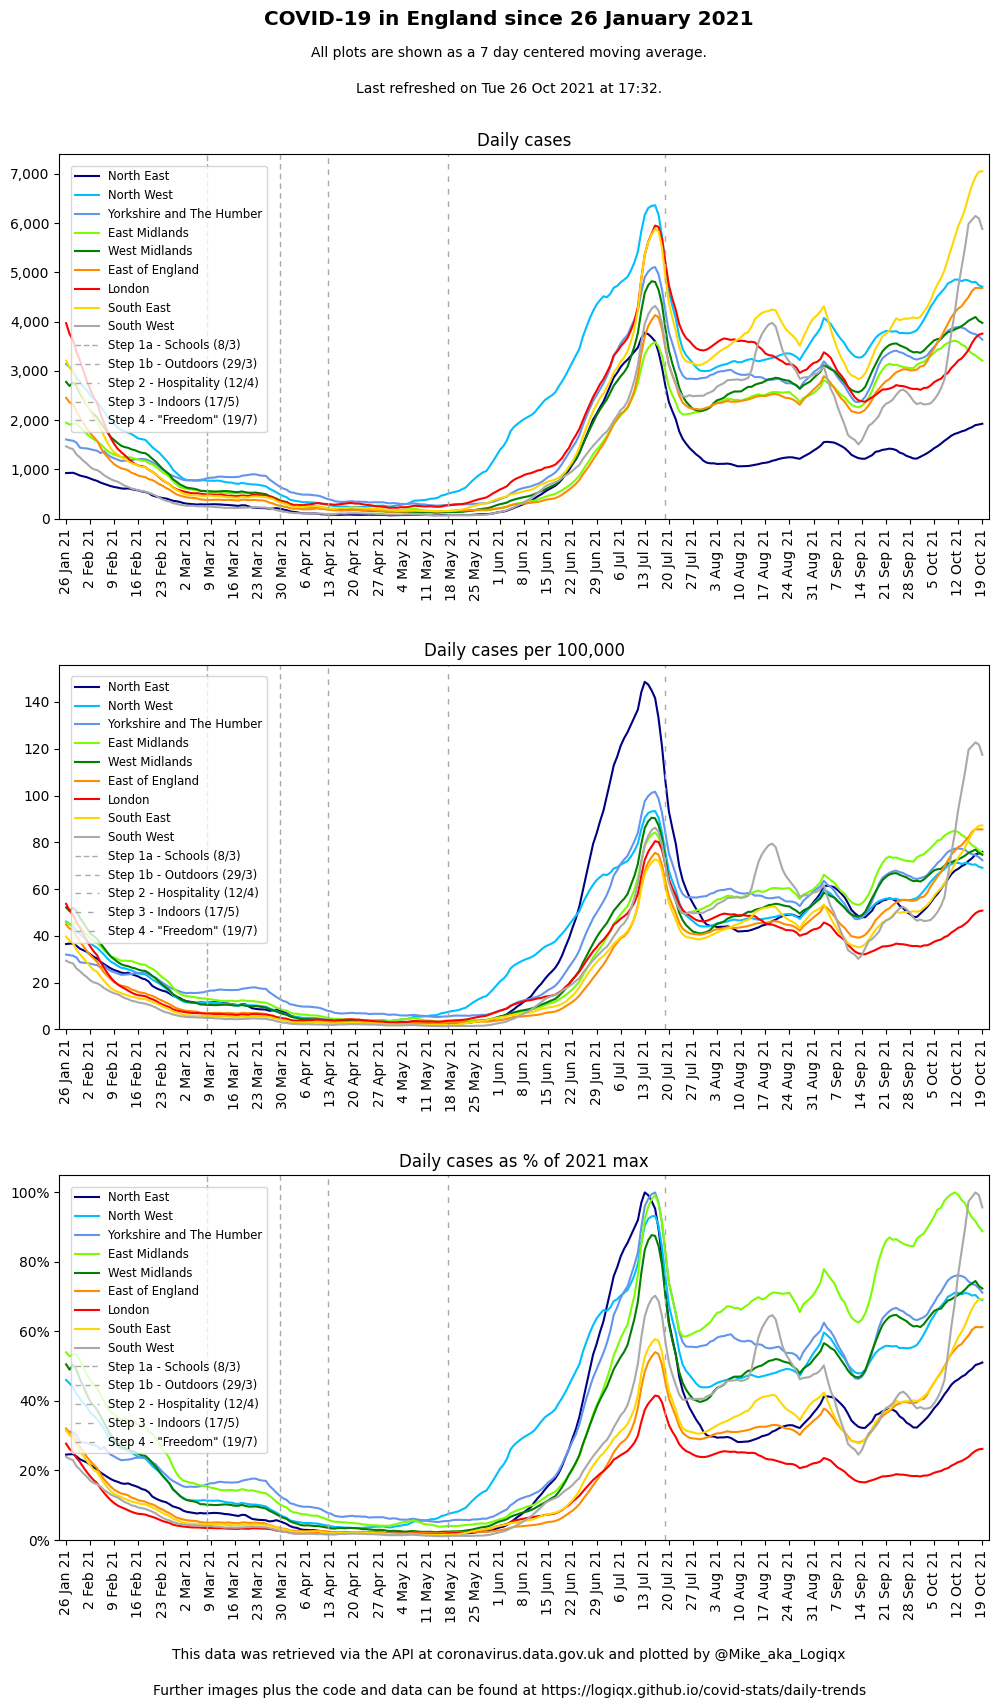 COVID-19 in England since 26 January 2021
All plots are shown as a 7 day centered moving average.
Last refreshed on Tue 26 Oct 2021 at 17:32.
Daily cases
7,000
6,000
5,000
4,000
3,000
2,000
1,000
0
North East
North West
Yorkshire and The Humber
East Midlands
West Midlands
East of England
London
South East
South West
Step 1a - Schools (8/3)
Step 1b - Outdoors (29/3)
Step 2 - Hospitality (12/4)
Step 3 - Indoors (17/5)
Step 4 - "Freedom" (19/7)
26 Jan 21
2 Feb 21
9 Feb 21
16 Feb 21
23 Feb 21
2 Mar 21
9 Mar 21
16 Mar 21
23 Mar 21
30 Mar 21
6 Apr 21
13 Apr 21
20 Apr 21
27 Apr 21
4 May 21
11 May 21
18 May 21
25 May 21
1 Jun 21
8 Jun 21
15 Jun 21
22 Jun 21
29 Jun 21
6 Jul 21
13 Jul 21
20 Jul 21
27 Jul 21
3 Aug 21
10 Aug 21
17 Aug 21
24 Aug 21
31 Aug 21
7 Sep 21
14 Sep 21
21 Sep 21
28 Sep 21
5 Oct 21
12 Oct 21
19 Oct 21
Daily cases per 100,000
140
120
100
80
60
40
20
0
North East
North West
Yorkshire and The Humber
East Midlands
West Midlands
East of England
London
South East
South West
Step 1a - Schools (8/3)
Step 1b - Outdoors (29/3)
Step 2 - Hospitality (12/4)
Step 3 - Indoors (17/5)
Step 4 - "Freedom" (19/7)
26 Jan 21
2 Feb 21
9 Feb 21
16 Feb 21
23 Feb 21
2 Mar 21
9 Mar 21
16 Mar 21
23 Mar 21
30 Mar 21
6 Apr 21
13 Apr 21
20 Apr 21
27 Apr 21
4 May 21
11 May 21
18 May 21
25 May 21
1 Jun 21
8 Jun 21
15 Jun 21
22 Jun 21
29 Jun 21
6 Jul 21
13 Jul 21
20 Jul 21
27 Jul 21
3 Aug 21
10 Aug 21
17 Aug 21
24 Aug 21
31 Aug 21
7 Sep 21
14 Sep 21
21 Sep 21
28 Sep 21
5 Oct 21
12 Oct 21
19 Oct 21
Daily cases as % of 2021 max
100%
80%
60%
40%
20%
0%
North East
North West
Yorkshire and The Humber
East Midlands
West Midlands
East of England
London
South East
South West
Step 1a - Schools (8/3)
Step 1b - Outdoors (29/3)
Step 2 - Hospitality (12/4)
Step 3 - Indoors (17/5)
Step 4 - "Freedom" (19/7)
26 Jan 21
2 Feb 21
9 Feb 21
16 Feb 21
23 Feb 21
2 Mar 21
9 Mar 21
16 Mar 21
23 Mar 21
30 Mar 21
6 Apr 21
13 Apr 21
20 Apr 21
27 Apr 21
4 May 21
11 May 21
18 May 21
25 May 21
1 Jun 21
8 Jun 21
15 Jun 21
22 Jun 21
29 Jun 21
6 Jul 21
13 Jul 21
20 Jul 21
27 Jul 21
3 Aug 21
10 Aug 21
17 Aug 21
24 Aug 21
31 Aug 21
7 Sep 21
14 Sep 21
21 Sep 21
28 Sep 21
5 Oct 21
12 Oct 21
19 Oct 21
This data was retrieved via the API at coronavirus.data.gov.uk and plotted by @Mike_aka_Logiqx
Further images plus the code and data can be found at https://logiqx.github.io/covid-stats/daily-trends